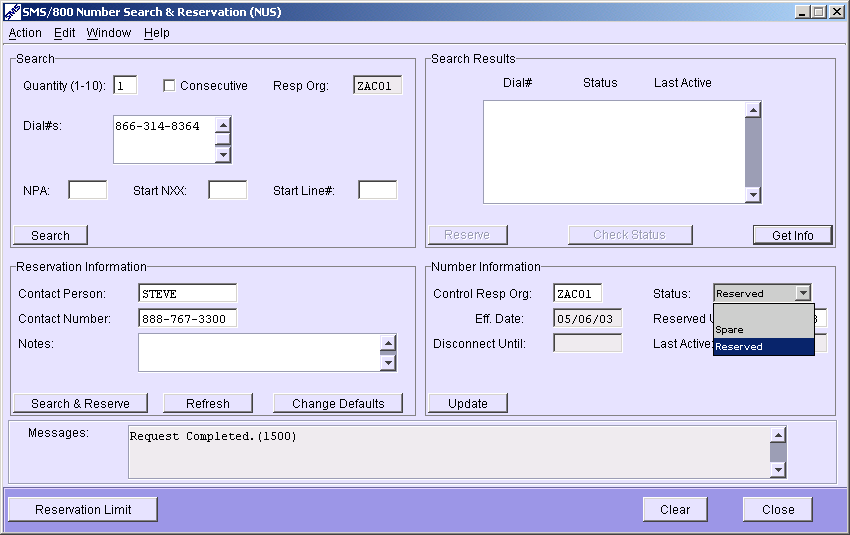 SMS/800 Number Search & Reservation (NUS)
Action Edit Window Help
Search
Quantity (1-10): 1 Consecutive Resp Org: ZAC01
Dial#s: 866-314-8364
NPA: Start NXX: Start Line#:
Search
Search Results
Dial# Status Last Active
Reserve Check Status Get Info
Reservation Information
Contact Person: STEVE
Contact Number: 888-767-3300
Notes:
Search & Reserve Refresh Change Defaults
Number Information
Control Resp Org: ZAC01 Status: Reserved
Eff. Date: 05/06/03 Reserved
Spare
Disconnect Until: Last Active: Reserved
Update
Messages: Request Completed.(1500)
Reservation Limit Clear Close